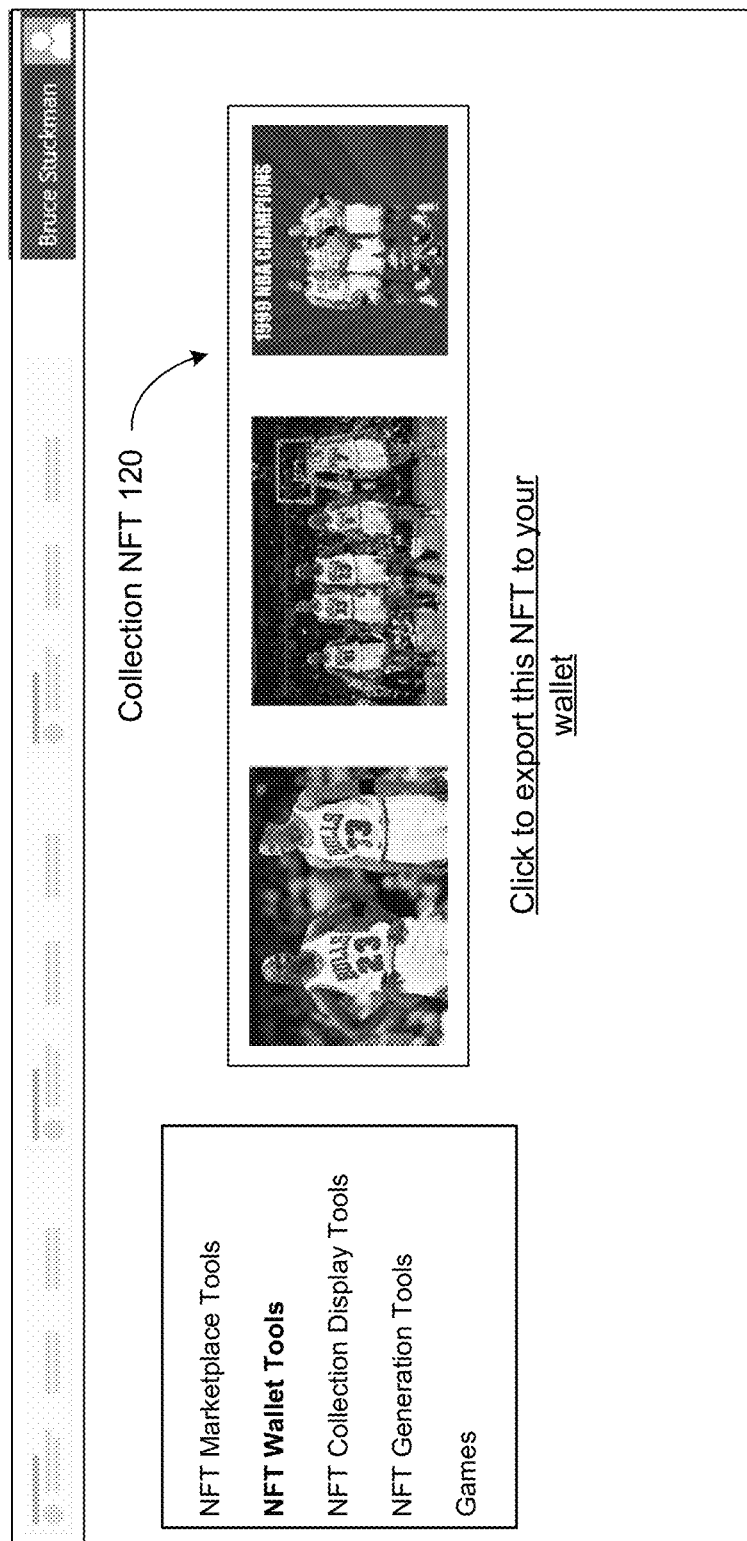 Bruce Stuckman
Collection NFT 120
NFT Marketplace Tools
NFT Wallet Tools
NFT Collection Display Tools
NFT Generation Tools
Games
BULLS
23
BULLS
33
1990 NBA CHAMPIONS
Click to export this NFT to your
wallet